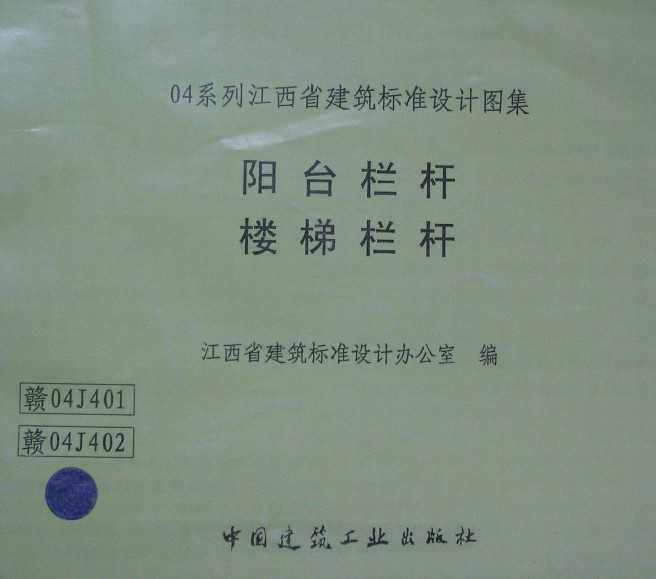 04系列江西省建筑标准设计图集
阳台栏杆
楼梯栏杆
江西省建筑标准设计办公室 编
赣04J401
赣04J402
中国建筑工业出版社